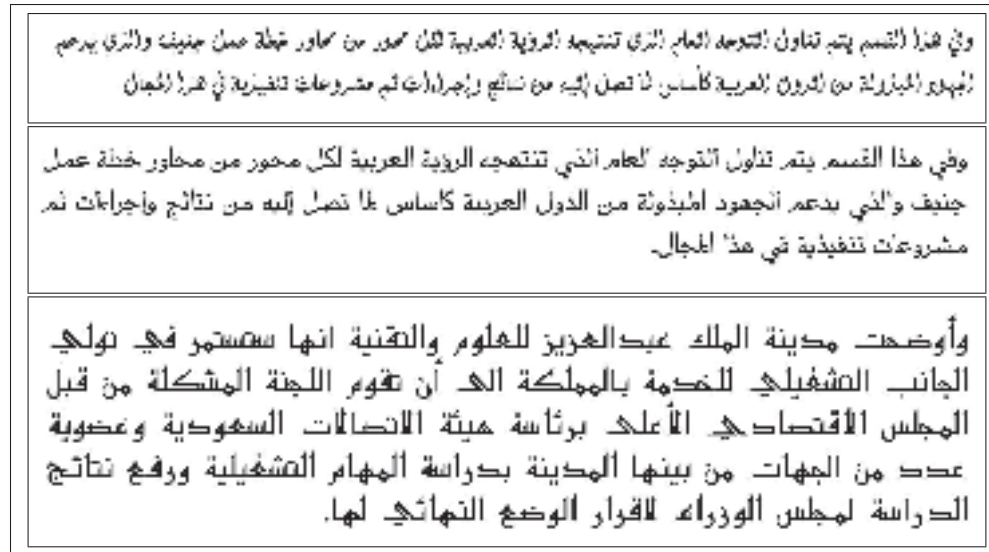 وفي هذا القسم يتم تناول التوجه العام الذي تنتهجه الرؤية العربية لكل محور من محاور خطة عمل جنيف والذي يدعم
الجهود المبذولة من الدول العربية كأساس لما تصل إليه من نتائج وإجراءات ثم مشروعات تنفيذية في هذا المجال
وفي هذا القسم يتم تناول التوجه العام الذي تنتهجه الرؤية العربية لكل محور من محاور خطة عمل
جنيف والذي يدعم الجهود المبذولة من الدول العربية كأساس لما تصل إليه من نتائج وإجراءات ثم
مشروعات تنفيذية في هذا المجال.
وأوضحت مدينة الملك عبدالعزيز للعلوم والتقنية انها ستستمر في تولي
الجانب التشغيلي للخدمة بالمملكة الى أن تقوم اللجنة المشكلة من قبل
المجلس الأقتصادي الأعلى برئاسة هيئة الاتصالات السعودية وعضوية
عدد من الجهات من بينها المدينة بدراسة المهام التشغيلية ورفع نتائج
الدراسة لمجلس الوزراء لاقرار الوضع النهائي لها.